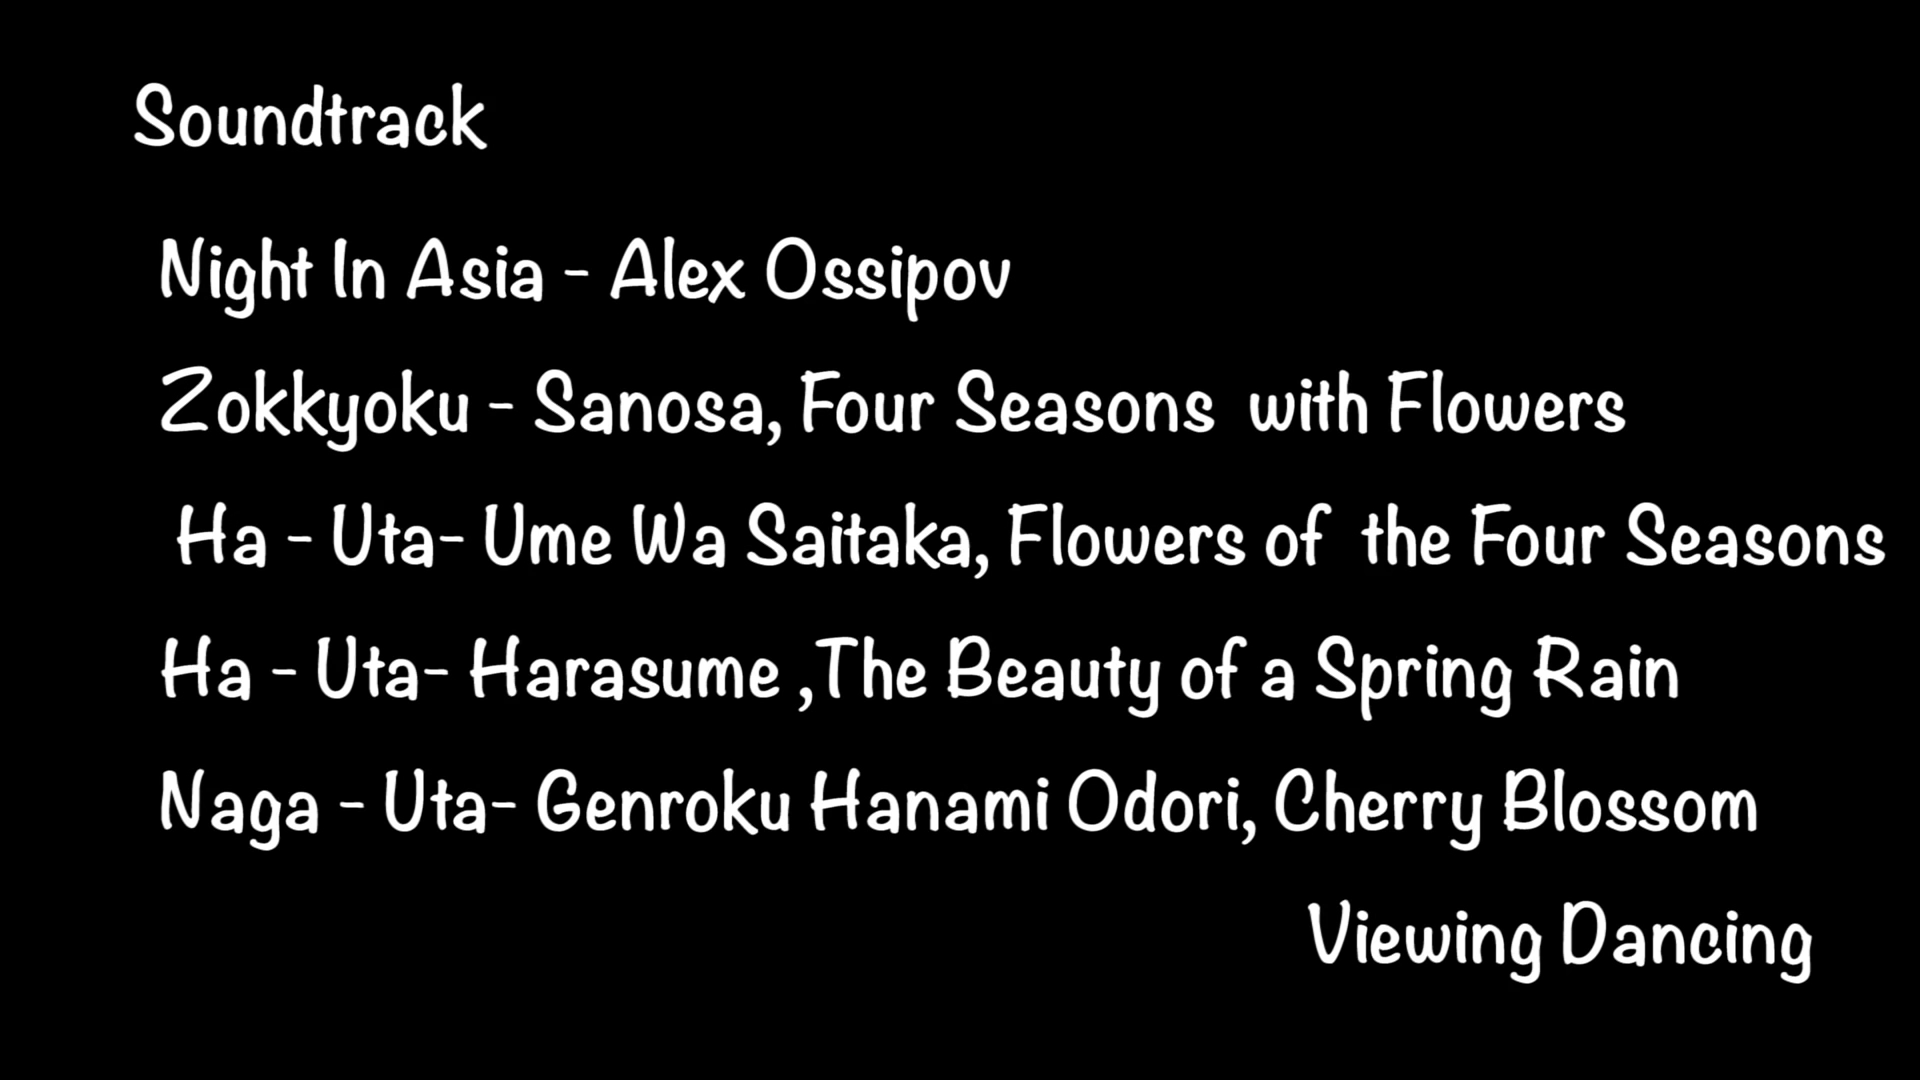 Soundtrack
Night In Asia - Alex Ossipov
Zokkyoku - Sanosa, Four Seasons with Flowers
Ha - Uta- Ume Wa Saitaka, Flowers of the Four Seasons
Ha - Uta- Harasume ,The Beauty of a Spring Rain
Naga - Uta- Genroku Hanami Odori, Cherry Blossom
Viewing Dancing